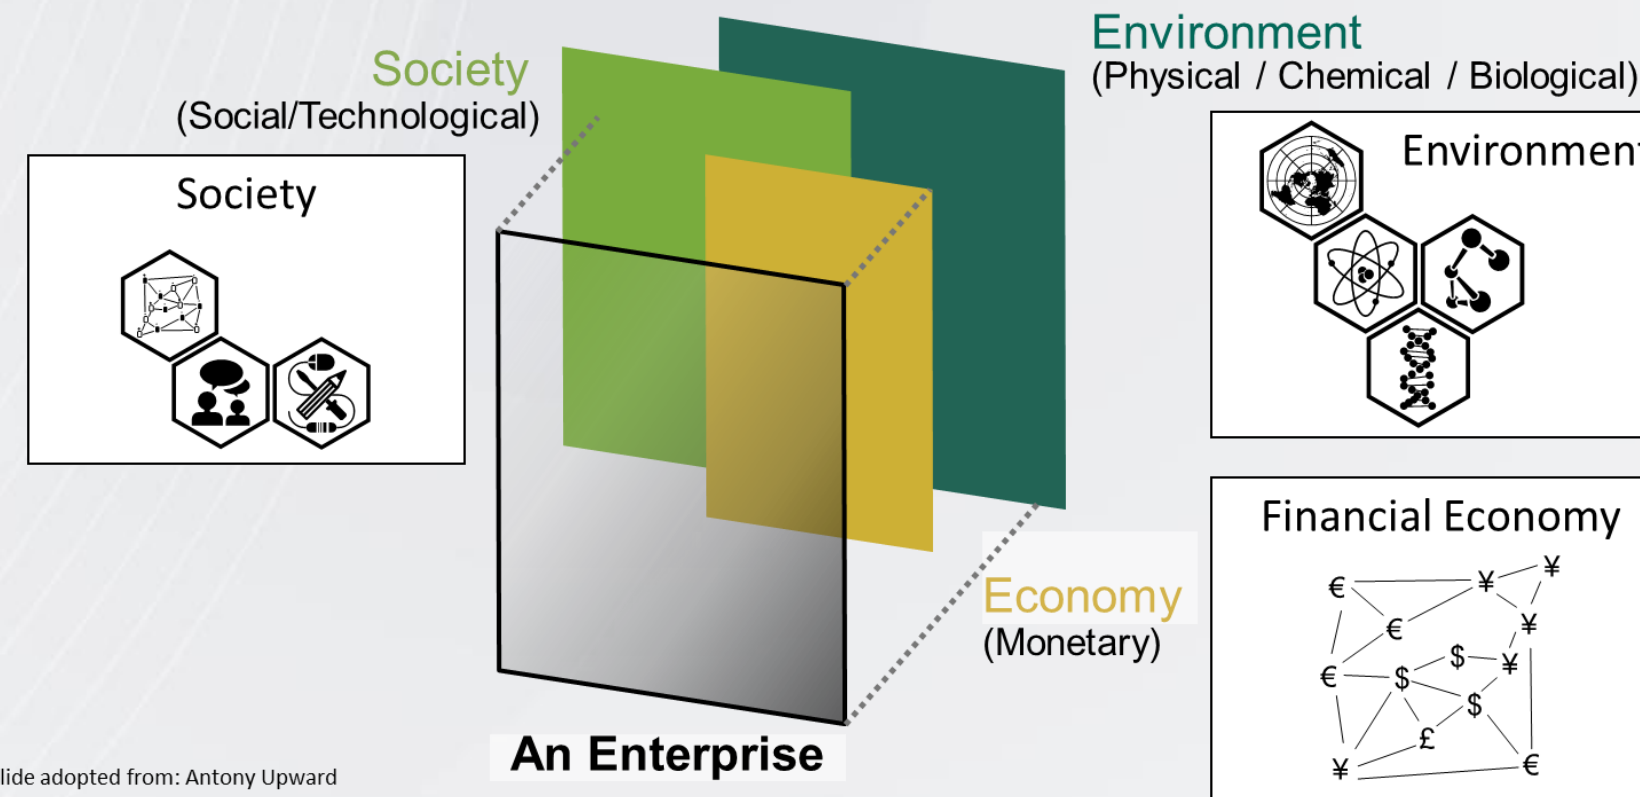 Society
(Social/Technological)
Environment
(Physical / Chemical / Biological)
Society
Environment
Financial Economy
€ ¥ ¥
€ ¥
$ ¥
€ $
$
£
¥ €
Economy
(Monetary)
An Enterprise
lide adopted from: Antony Upward